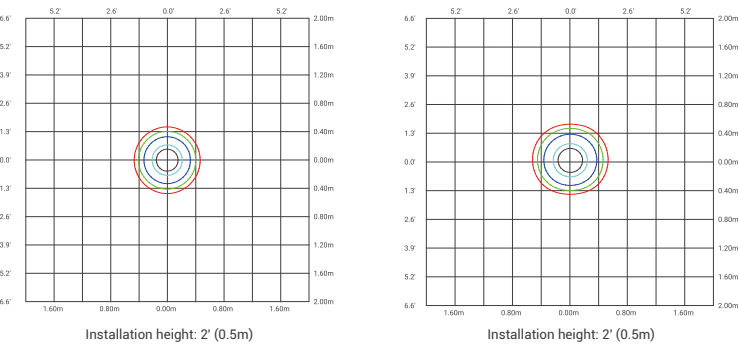 5.2' 2.6' 0.0' 2.6' 5.2'
6.6' 2.00m
5.2' 1.60m
3.9' 1.20m
2.6' 0.80m
1.3' 0.40m
0.0' 0.00m
1.3' 0.40m
2.6' 0.80m
3.9' 1.20m
5.2' 1.60m
6.6' 2.00m
1.60m 0.80m 0.00m 0.80m 1.60m
Installation height: 2' (0.5m)
5.2' 2.6' 0.0' 2.6' 5.2'
6.6' 2.00m
5.2' 1.60m
3.9' 1.20m
2.6' 0.80m
1.3' 0.40m
0.0' 0.00m
1.3' 0.40m
2.6' 0.80m
3.9' 1.20m
5.2' 1.60m
6.6' 2.00m
1.60m 0.80m 0.00m 0.80m 1.60m
Installation height: 2' (0.5m)